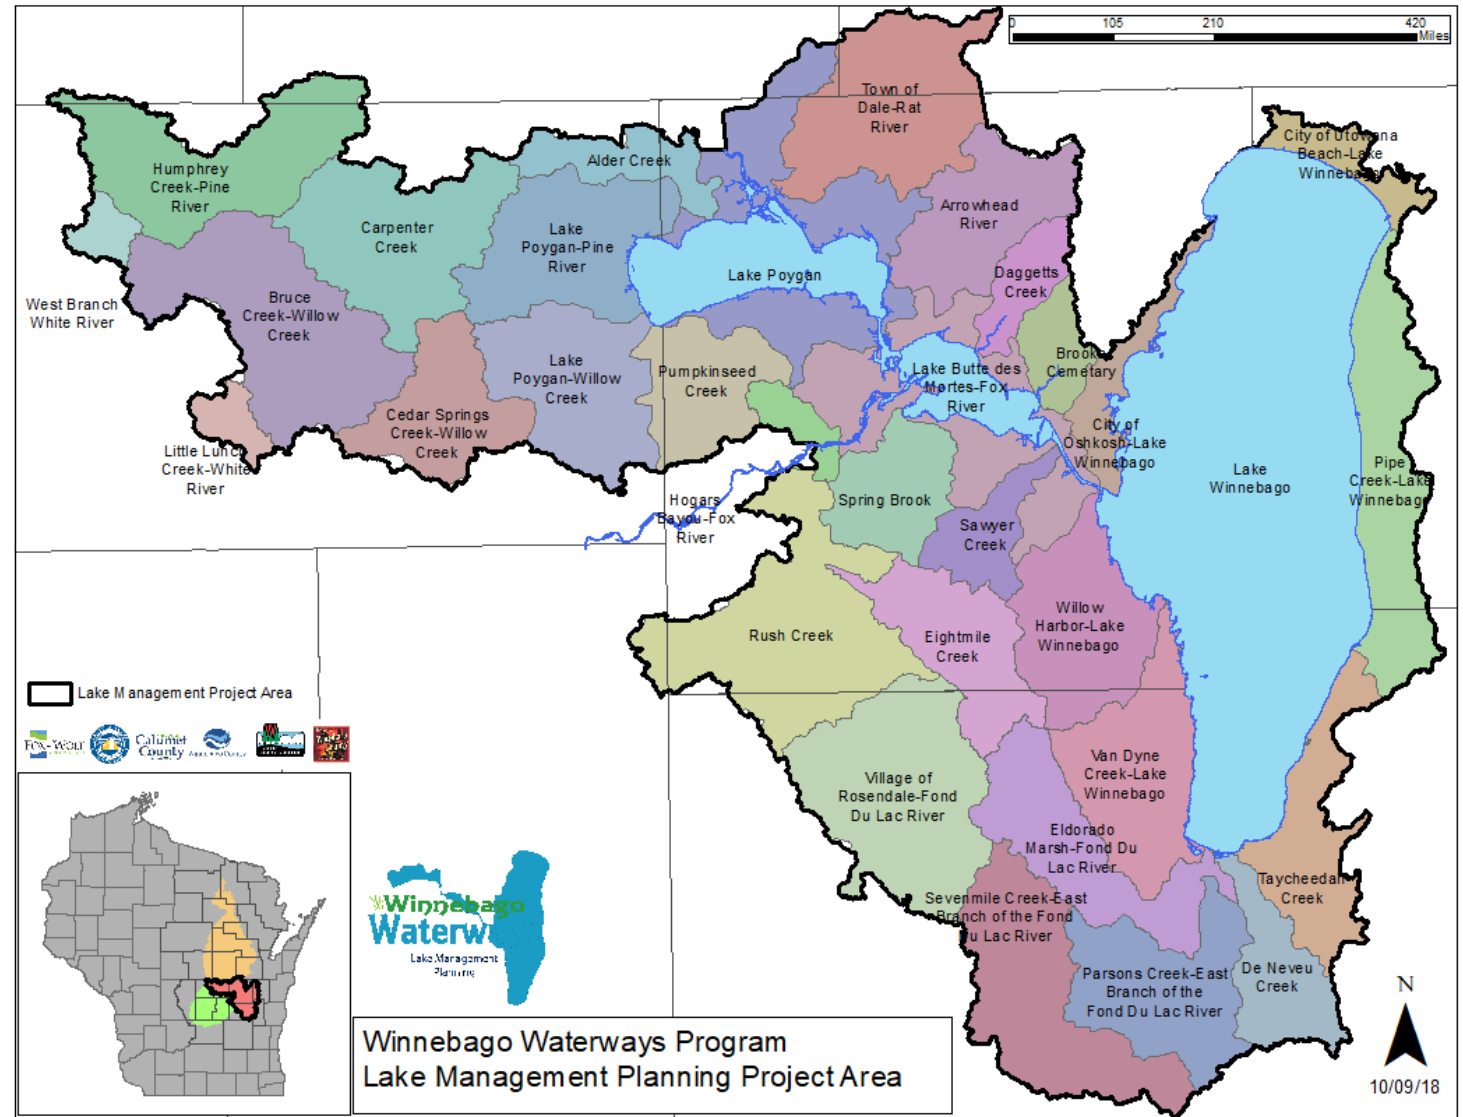 0 105 210 420
Miles
Town of
Dale-Rat
River
City of Utowana
Beach-Lake
Winnebago
Alder Creek
Humphrey
Creek-Pine
River
Arrowhead
River
Carpenter
Creek
Lake
Poygan-Pine
River
Lake Poygan
Daggetts
Creek
West Branch
White River
Bruce
Creek-Willow
Creek
Lake
Poygan-Willow
Creek
Pumpkinseed
Creek
Lake Butte des
Mortes-Fox
River
Brooks
Cemetary
Cedar Springs
Creek-Willow
Creek
City of
Oshkosh-Lake
Winnebago
Little Lunch
Creek-White
River
Lake
Winnebago
Pipe
Creek-Lake
Winnebago
Hogars
Bayou-Fox
River
Spring Brook
Sawyer
Creek
Rush Creek
Eightmile
Creek
Willow
Harbor-Lake
Winnebago
Lake Management Project Area
FOX-WOLF
Calumet
County
Van Dyne
Creek-Lake
Winnebago
Village of
Rosendale-Fond
Du Lac River
Eldorado
Marsh-Fond Du
Lac River
Taycheedah
Creek
Sevenmile Creek-East
Branch of the Fond
Du Lac River
Winnebago
Waterw
Lake Management
Planning
Parsons Creek-East
Branch of the
Fond Du Lac River
De Neveu
Creek
N
10/09/18
Winnebago Waterways Program
Lake Management Planning Project Area